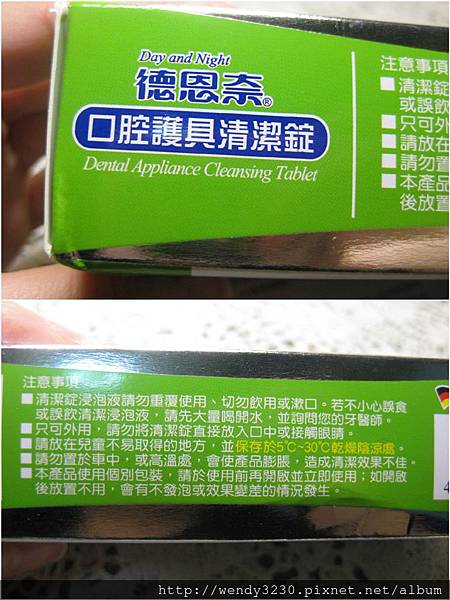 Day and Night
德恩奈®
口腔護具清潔錠
Dental Appliance Cleansing Tablet
注意事項
■清潔錠
或誤飲
■只可外
■請放在
■請勿置
■本產品
後放置
注意事項：
■清潔錠浸泡液請勿重覆使用、切勿飲用或漱口。若不小心誤食
或誤飲清潔浸泡液，請先大量喝開水，並詢問您的牙醫師。
■只可外用，請勿將清潔錠直接放入口中或接觸眼睛。
■請放在兒童不易取得的地方，並保存於5℃~30℃乾燥陰涼處。
■請勿置於車中，或高溫處，會使產品膨脹，造成清潔效果不佳。
■本產品使用個別包裝，請於使用前再開啟並立即使用；如開啟
後放置不用，會有不發泡或效果變差的情況發生。
4
http://wendy3230.pixnet.net/album